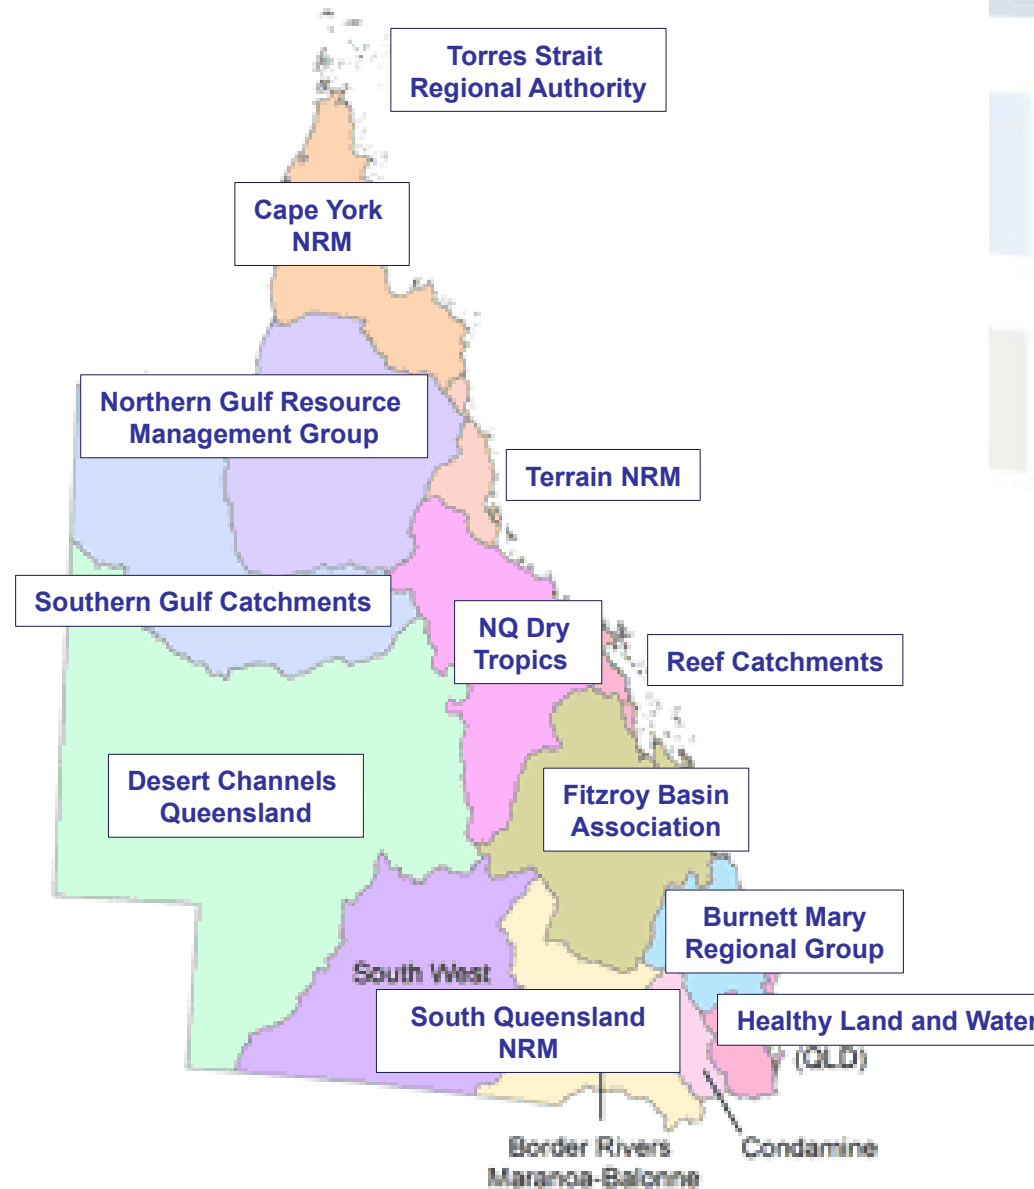 Torres Strait
Regional Authority
Cape York
NRM
Northern Gulf Resource
Management Group
Terrain NRM
Southern Gulf Catchments
NQ Dry
Tropics
Reef Catchments
Desert Channels
Queensland
Fitzroy Basin
Association
Burnett Mary
Regional Group
South West
South Queensland
NRM
Healthy Land and Water
(QLD)
Border Rivers
Maranoa-Balonne
Condamine